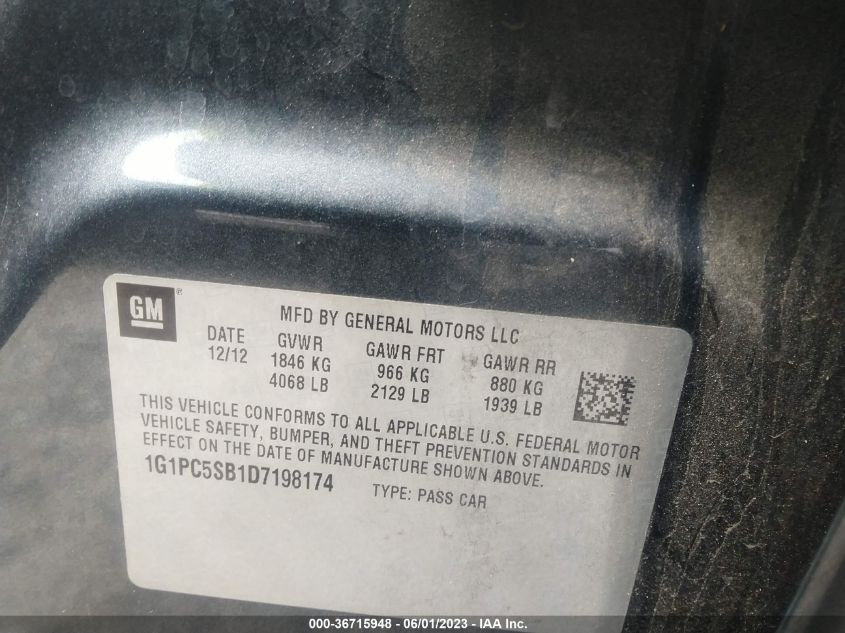 GM ®
MFD BY GENERAL MOTORS LLC
DATE GVWR GAWR FRT GAWR RR
12/12 1846 KG 966 KG 880 KG
4068 LB 2129 LB 1939 LB
THIS VEHICLE CONFORMS TO ALL APPLICABLE U.S. FEDERAL MOTOR
VEHICLE SAFETY, BUMPER, AND THEFT PREVENTION STANDARDS IN
EFFECT ON THE DATE OF MANUFACTURE SHOWN ABOVE.
1G1PC5SB1D7198174 TYPE: PASS CAR
000-36715948 - 06/01/2023 - IAA Inc.